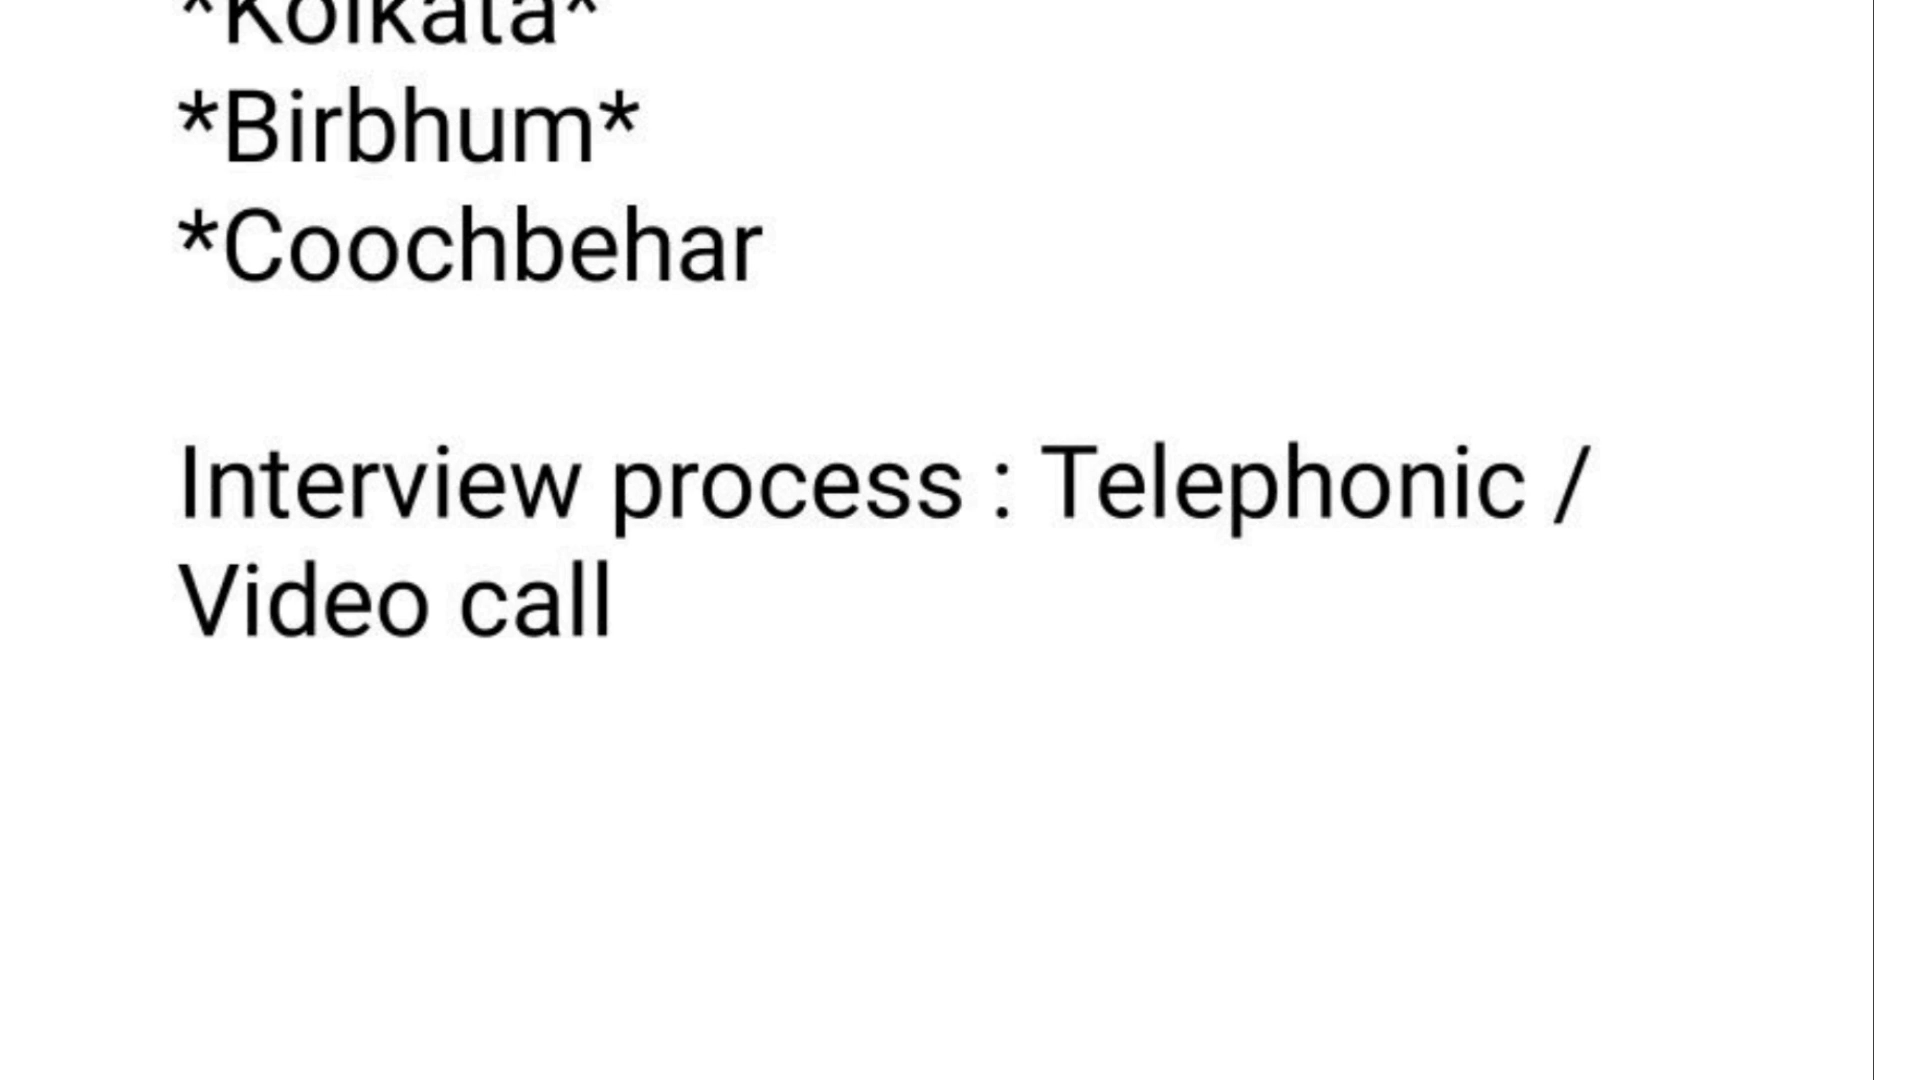 *Kolkata*
*Birbhum*
*Coochbehar
Interview process : Telephonic /
Video call